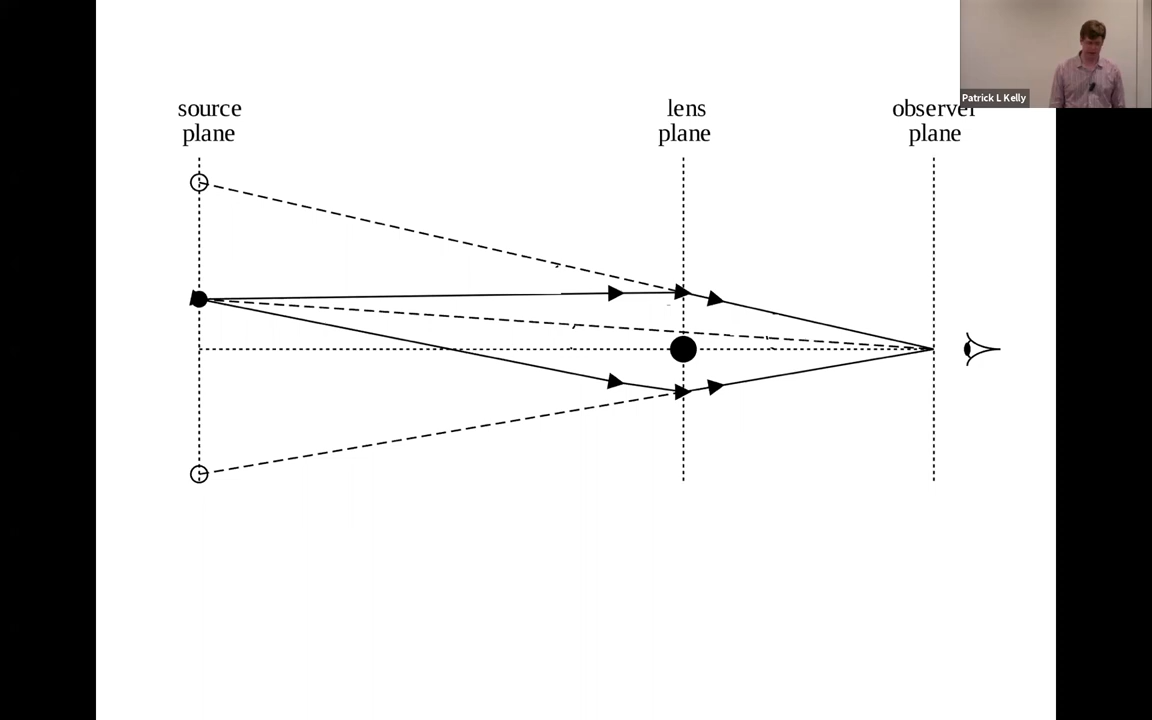 source
plane
lens
plane
observer
plane
Patrick L Kelly